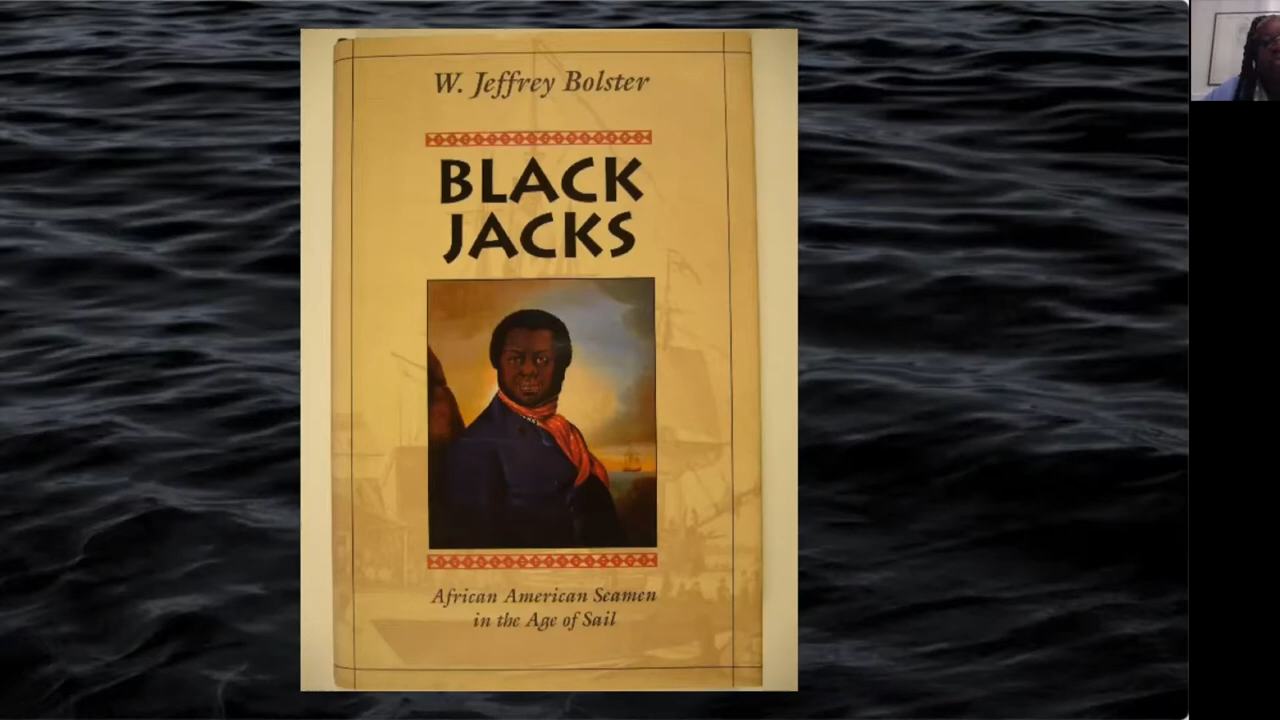 W. Jeffrey Bolster
BLACK
JACKS
African American Seamen
in the Age of Sail